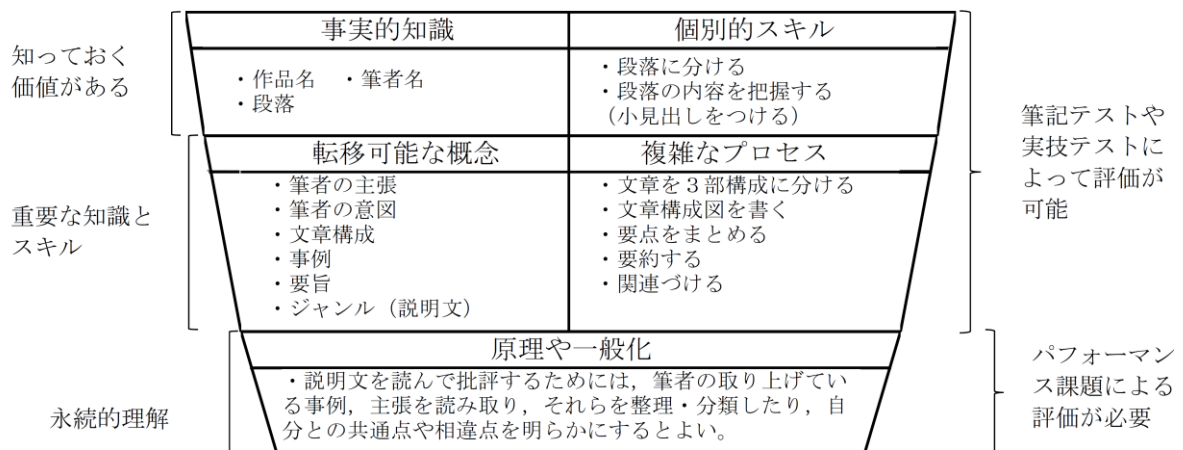 知っておく
価値がある
事実的知識
個別的スキル
・作品名　・筆者名
・段落
・段落に分ける
・段落の内容を把握する
（小見出しをつける）
重要な知識と
スキル
転移可能な概念
複雑なプロセス
・筆者の主張
・筆者の意図
・文章構成
・事例
・要旨
・ジャンル（説明文）
・文章を３部構成に分ける
・文章構成図を書く
・要点をまとめる
・要約する
・関連づける
筆記テストや
実技テストに
よって評価が
可能
永続的理解
原理や一般化
・説明文を読んで批評するためには，筆者の取り上げてい
る事例，主張を読み取り，それらを整理・分類したり，自
分との共通点や相違点を明らかにするとよい。
パフォーマン
ス課題による
評価が必要